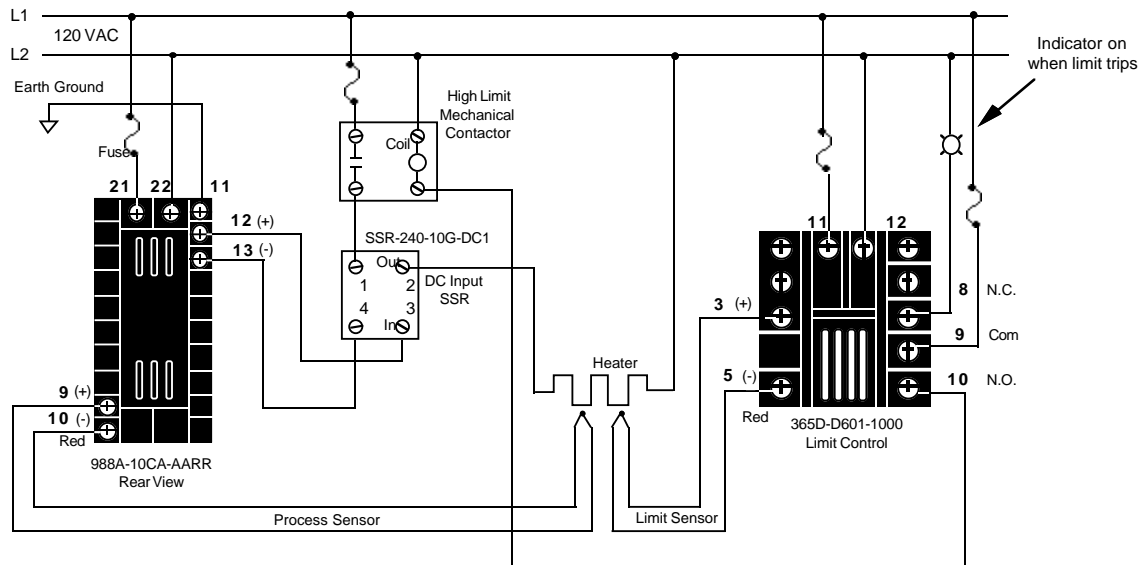 L1
120 VAC
L2
Earth Ground
Fuse
High Limit
Mechanical
Contactor
Coil
Indicator on
when limit trips
21 22 11
12 (+)
13 (-)
SSR-240-10G-DC1
Out
1 2
4 3
In
DC Input
SSR
9 (+)
10 (-)
Red
988A-10CA-AARR
Rear View
Process Sensor
Heater
Limit Sensor
11 12
3 (+)
5 (-)
Red
8 N.C.
9 Com
10 N.O.
365D-D601-1000
Limit Control